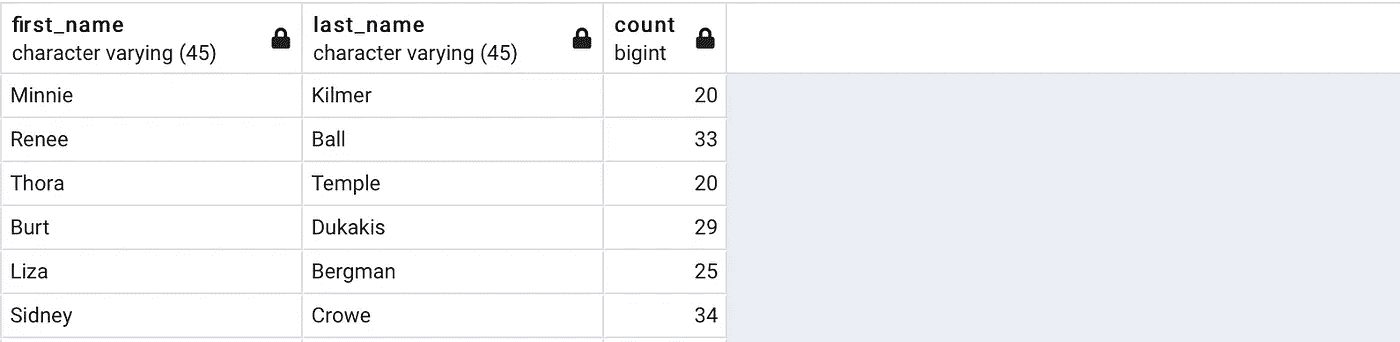 first_name last_name count
character varying (45) character varying (45) bigint
Minnie Kilmer 20
Renee Ball 33
Thora Temple 20
Burt Dukakis 29
Liza Bergman 25
Sidney Crowe 34